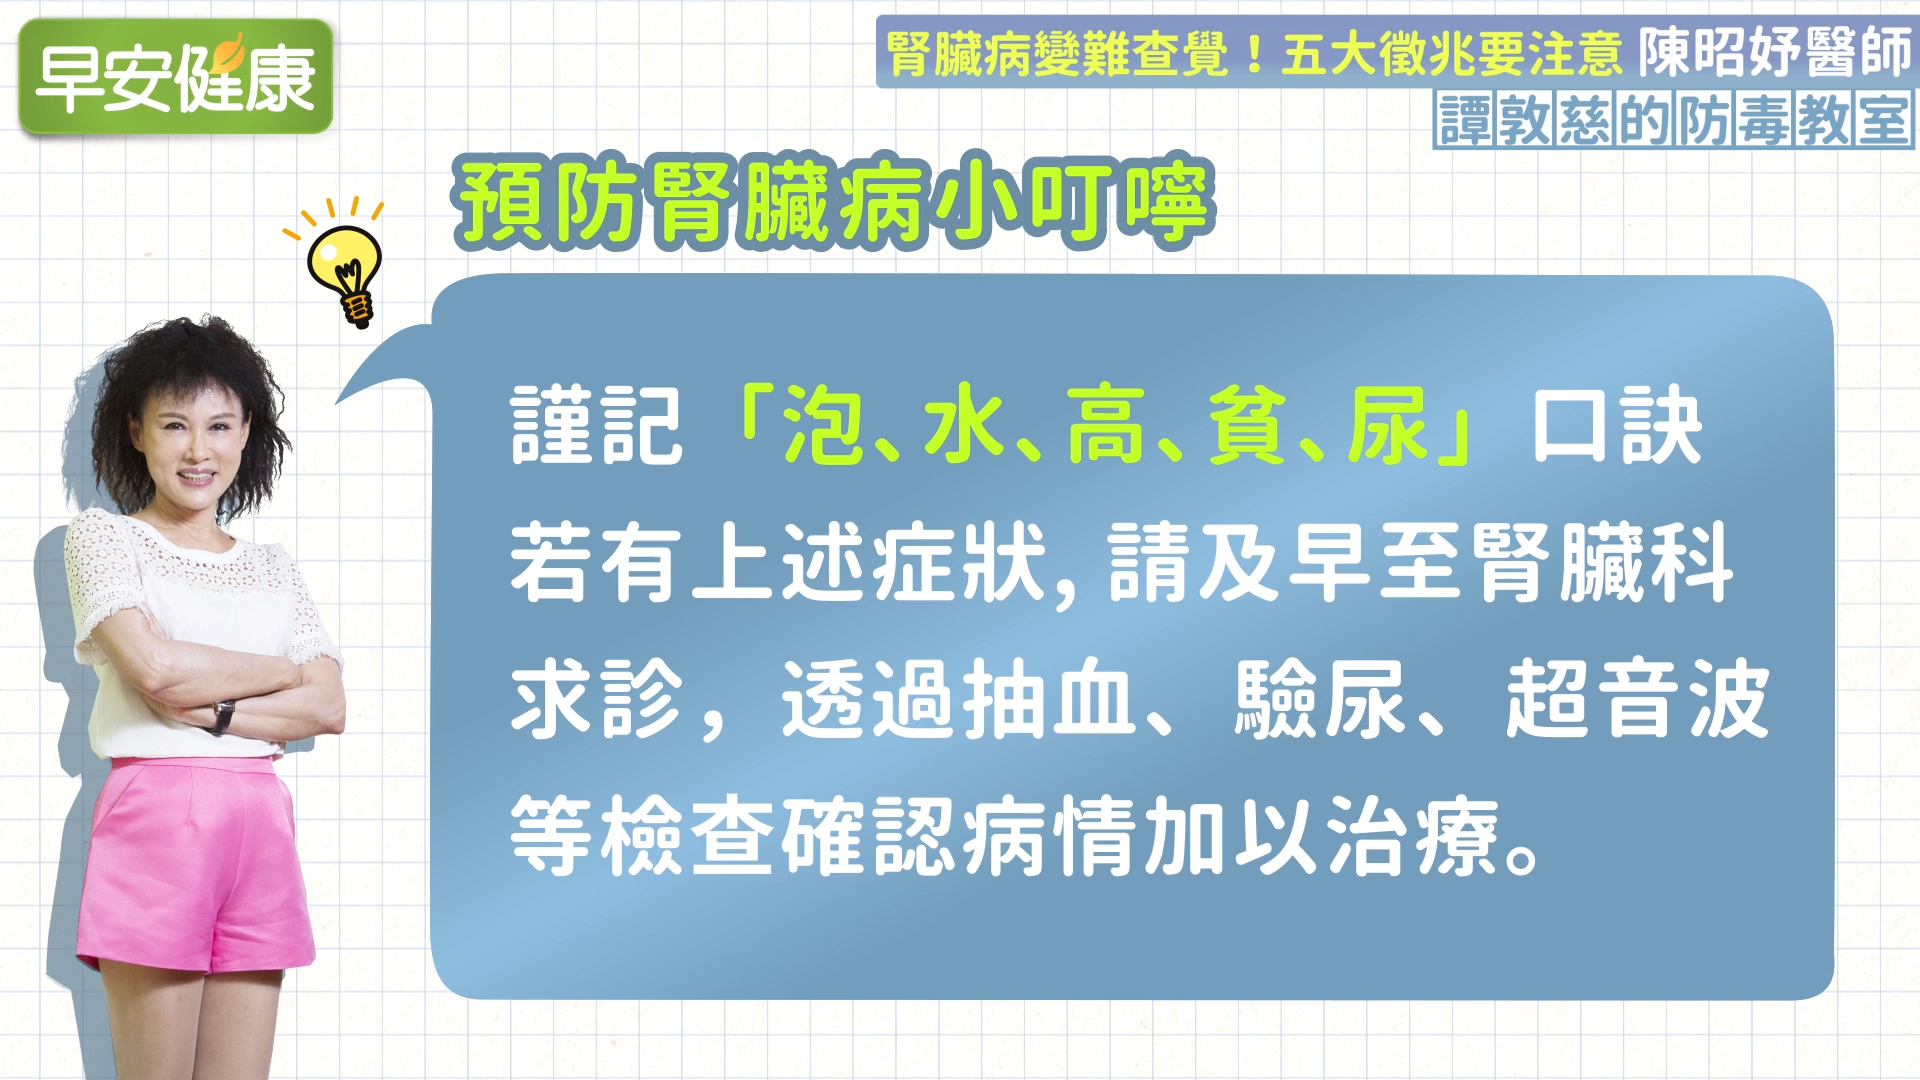 早安健康
腎臟病變難查覺！五大徵兆要注意 陳昭妤醫師
譚敦慈的防毒教室
預防腎臟病小叮嚀
謹記「泡、水、高、貧、尿」口訣
若有上述症狀, 請及早至腎臟科
求診，透過抽血、驗尿、超音波
等檢查確認病情加以治療。